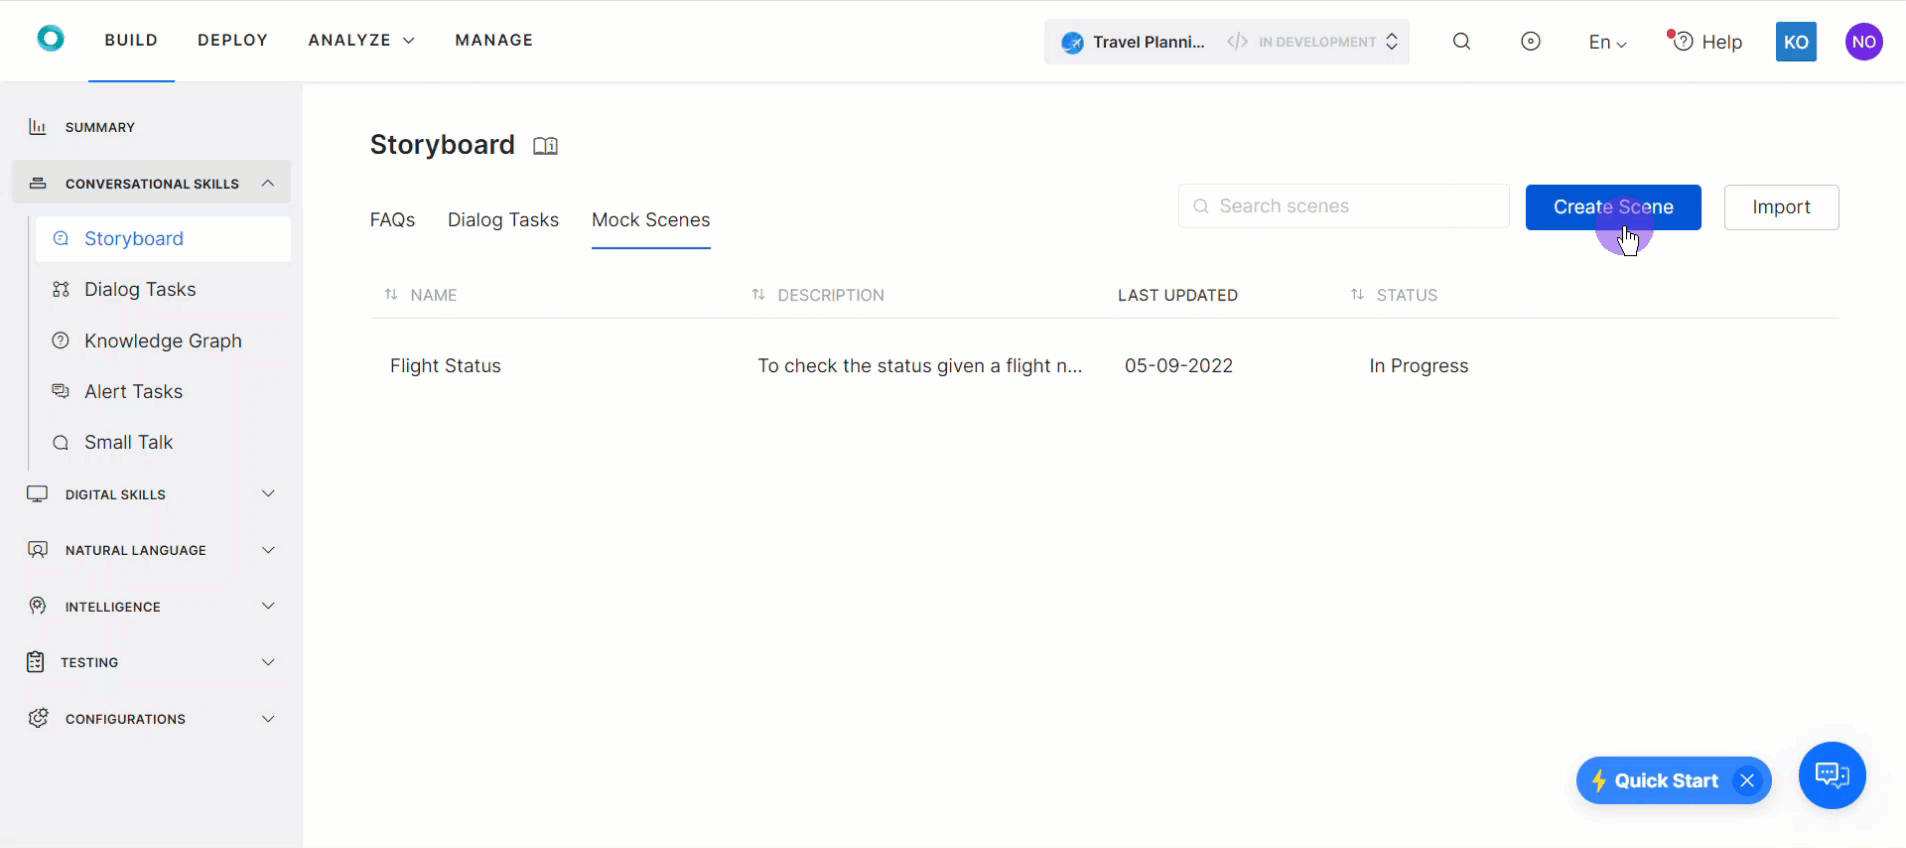 BUILD DEPLOY ANALYZE MANAGE Travel Planni... </> IN DEVELOPMENT En Help KO NO
SUMMARY
CONVERSATIONAL SKILLS
Storyboard
Dialog Tasks
Knowledge Graph
Alert Tasks
Small Talk
DIGITAL SKILLS
NATURAL LANGUAGE
INTELLIGENCE
TESTING
CONFIGURATIONS
Storyboard
FAQs Dialog Tasks Mock Scenes Search scenes Create Scene Import
NAME DESCRIPTION LAST UPDATED STATUS
Flight Status To check the status given a flight n... 05-09-2022 In Progress
Quick Start